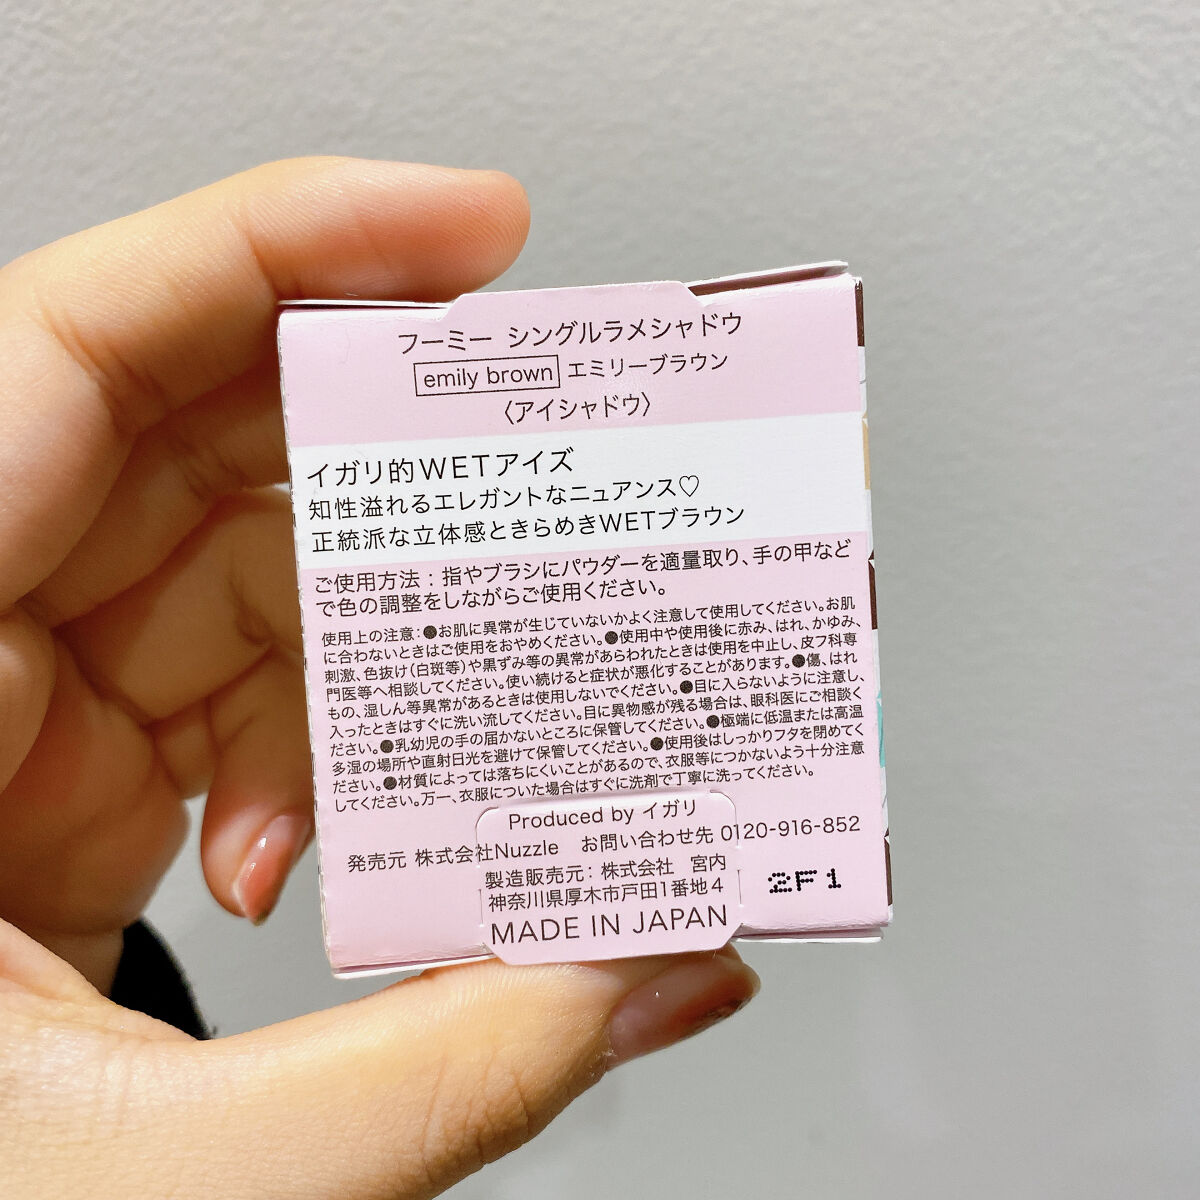 フーミー シングルラメシャドウ
emily brown エミリーブラウン
〈アイシャドウ〉
イガリ的WETアイズ
知性溢れるエレガントなニュアンス♡
正統派な立体感ときらめきWETブラウン
ご使用方法：指やブラシにパウダーを適量取り、手の甲など
で色の調整をしながらご使用ください。
使用上の注意：●お肌に異常が生じていないかよく注意して使用してください。お肌
に合わないときはご使用をおやめください。●使用中や使用後に赤み、はれ、かゆみ、
刺激、色抜け（白斑等）や黒ずみ等の異常があらわれたときは使用を中止し、皮フ科専
門医等へ相談してください。使い続けると症状が悪化することがあります。●傷、はれ
もの、湿しん等異常があるときは使用しないでください。●目に入らないように注意し、
入ったときはすぐに洗い流してください。目に異物感が残る場合は、眼科医にご相談く
ださい。●乳幼児の手の届かないところに保管してください。●極端に低温または高温
多湿の場所や直射日光を避けて保管してください。●使用後はしっかりフタを閉めてく
ださい。●材質によっては落ちにくいことがあるので、衣服等につかないよう十分注意
してください。万一、衣服についた場合はすぐに洗剤で丁寧に洗ってください。
Produced by イガリ
発売元 株式会社Nuzzle お問い合わせ先 0120-916-852
製造販売元：株式会社 宮内
神奈川県厚木市戸田1番地4
MADE IN JAPAN
2F1